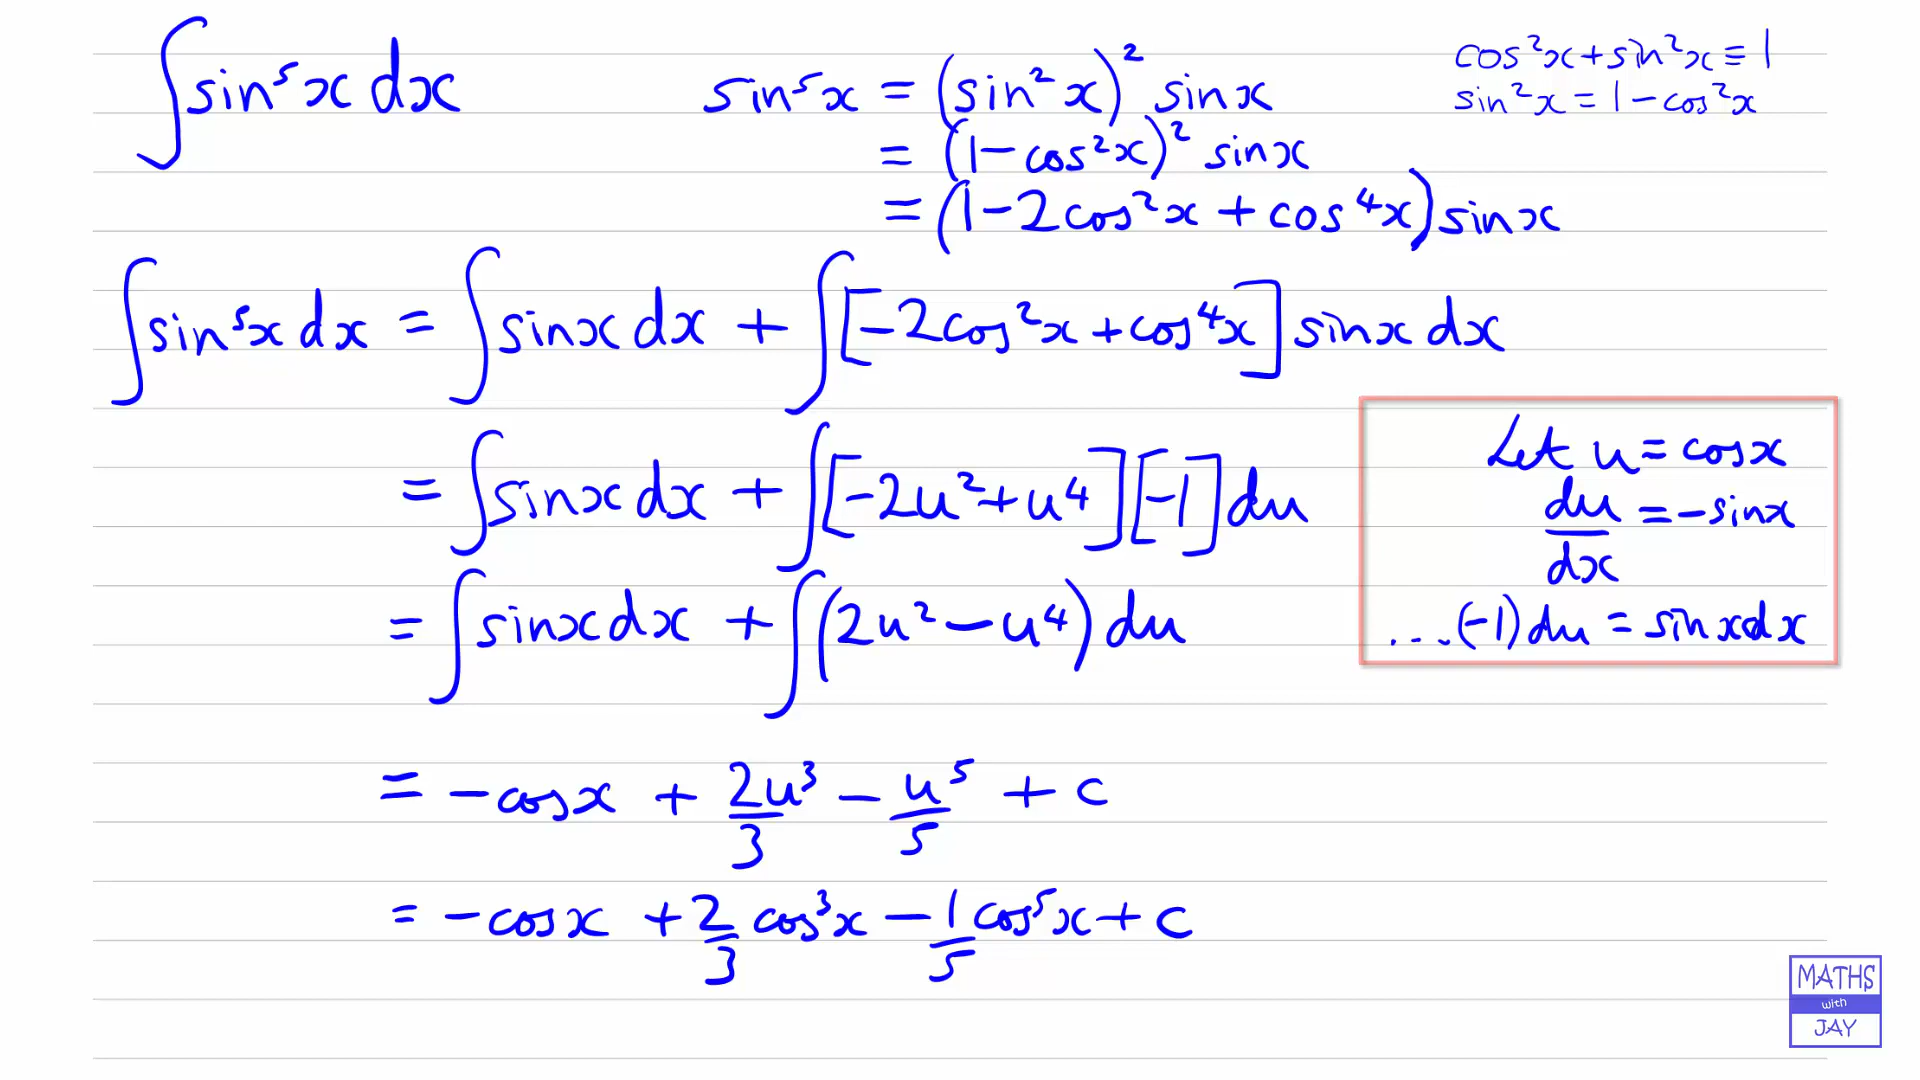 ∫sin⁵x dx
sin⁵x = (sin²x)² sinx
= (1-cos²x)² sinx
= (1-2cos²x + cos⁴x)sinx
cos²x+sin²x≡1
sin²x=1-cos²x
∫sin⁵x dx = ∫sinx dx + ∫[-2cos²x+cos⁴x] sinx dx
= ∫sinx dx + ∫[-2u²+u⁴][-1]du
= ∫sinx dx + ∫(2u²-u⁴) du
Let u=cosx
du/dx = -sinx
...(-1)du = sinxdx
= -cosx + 2u³/3 - u⁵/5 + c
= -cosx + 2/3 cos³x - 1/5 cos⁵x + c
MATHS
with
JAY